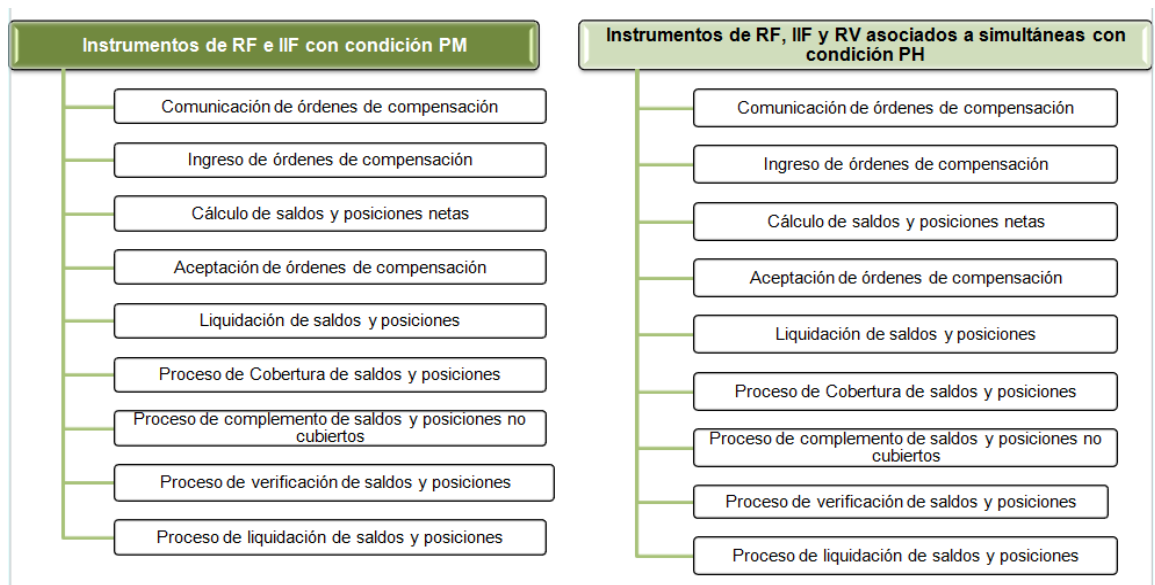 Instrumentos de RF e IIF con condición PM
Comunicación de órdenes de compensación
Ingreso de órdenes de compensación
Cálculo de saldos y posiciones netas
Aceptación de órdenes de compensación
Liquidación de saldos y posiciones
Proceso de Cobertura de saldos y posiciones
Proceso de complemento de saldos y posiciones no
cubiertos
Proceso de verificación de saldos y posiciones
Proceso de liquidación de saldos y posiciones
Instrumentos de RF, IIF y RV asociados a simultáneas con
condición PH
Comunicación de órdenes de compensación
Ingreso de órdenes de compensación
Cálculo de saldos y posiciones netas
Aceptación de órdenes de compensación
Liquidación de saldos y posiciones
Proceso de Cobertura de saldos y posiciones
Proceso de complemento de saldos y posiciones no
cubiertos
Proceso de verificación de saldos y posiciones
Proceso de liquidación de saldos y posiciones